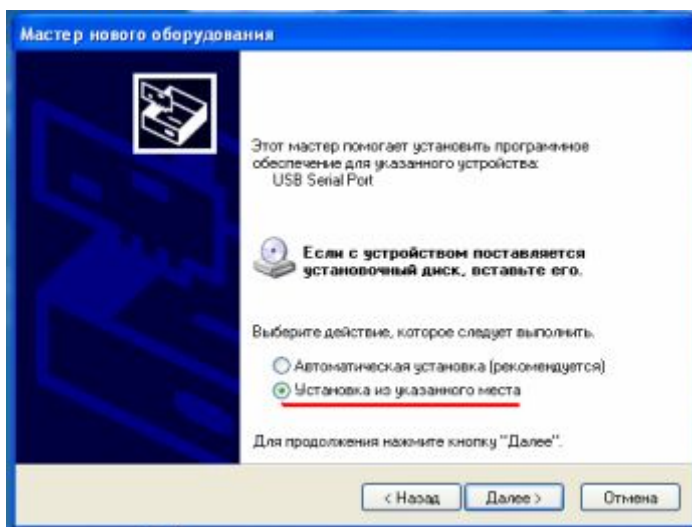 Мастер нового оборудования
Этот мастер помогает установить программное
обеспечение для указанного устройства:
USB Serial Port
Если с устройством поставляется
установочный диск, вставьте его.
Выберите действие, которое следует выполнить.
Автоматическая установка (рекомендуется)
Установка из указанного места
Для продолжения нажмите кнопку "Далее".
< Назад
Далее >
Отмена